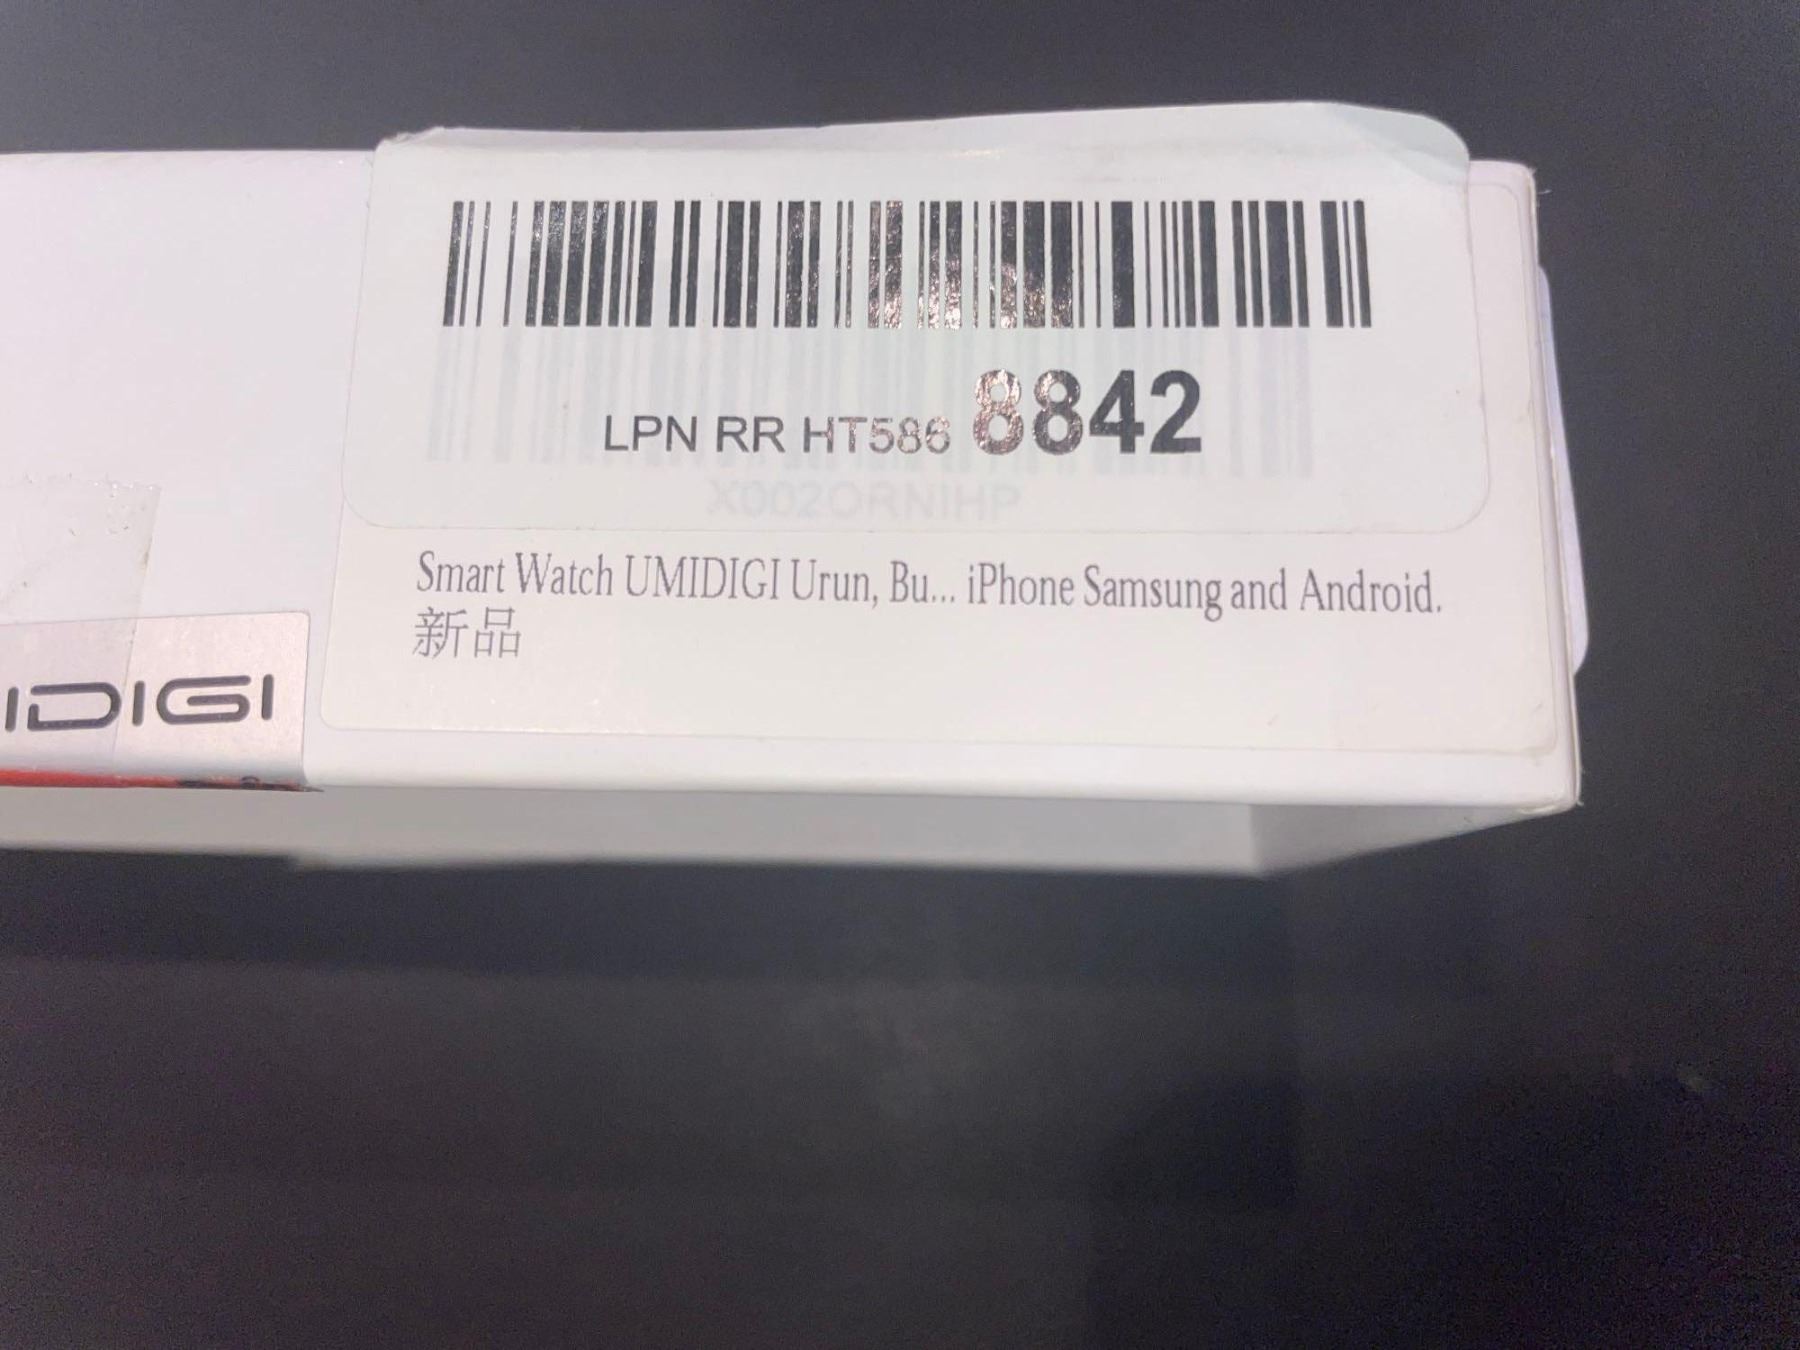 LPN RR HT586 8842
X002ORNIHP
Smart Watch UMIDIGI Urun, Bu... iPhone Samsung and Android.
新品
IDIGI